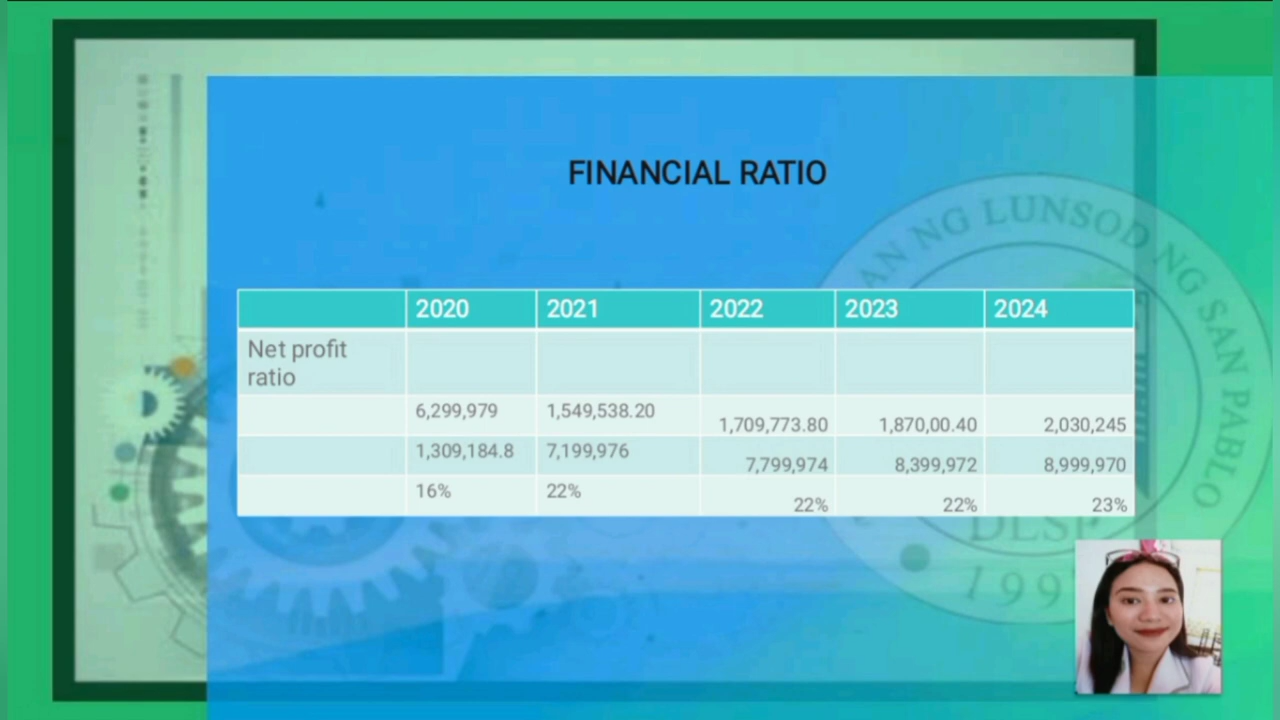 FINANCIAL RATIO
AN NG LUNSOD NG SAN PABLO
2020 2021 2022 2023 2024
Net profit
ratio
6,299,979 1,549,538.20 1,709,773.80 1,870,00.40 2,030,245
1,309,184.8 7,199,976 7,799,974 8,399,972 8,999,970
16% 22% 22% 22% 23%
DLSP
199